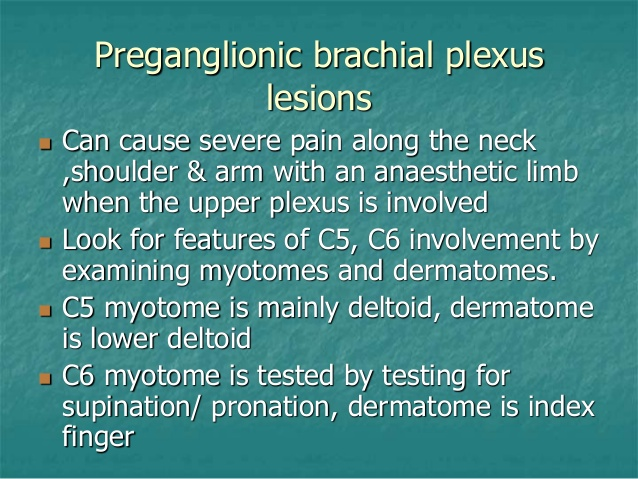 Preganglionic brachial plexus
lesions
Can cause severe pain along the neck
,shoulder & arm with an anaesthetic limb
when the upper plexus is involved
Look for features of C5, C6 involvement by
examining myotomes and dermatomes.
C5 myotome is mainly deltoid, dermatome
is lower deltoid
C6 myotome is tested by testing for
supination/ pronation, dermatome is index
finger